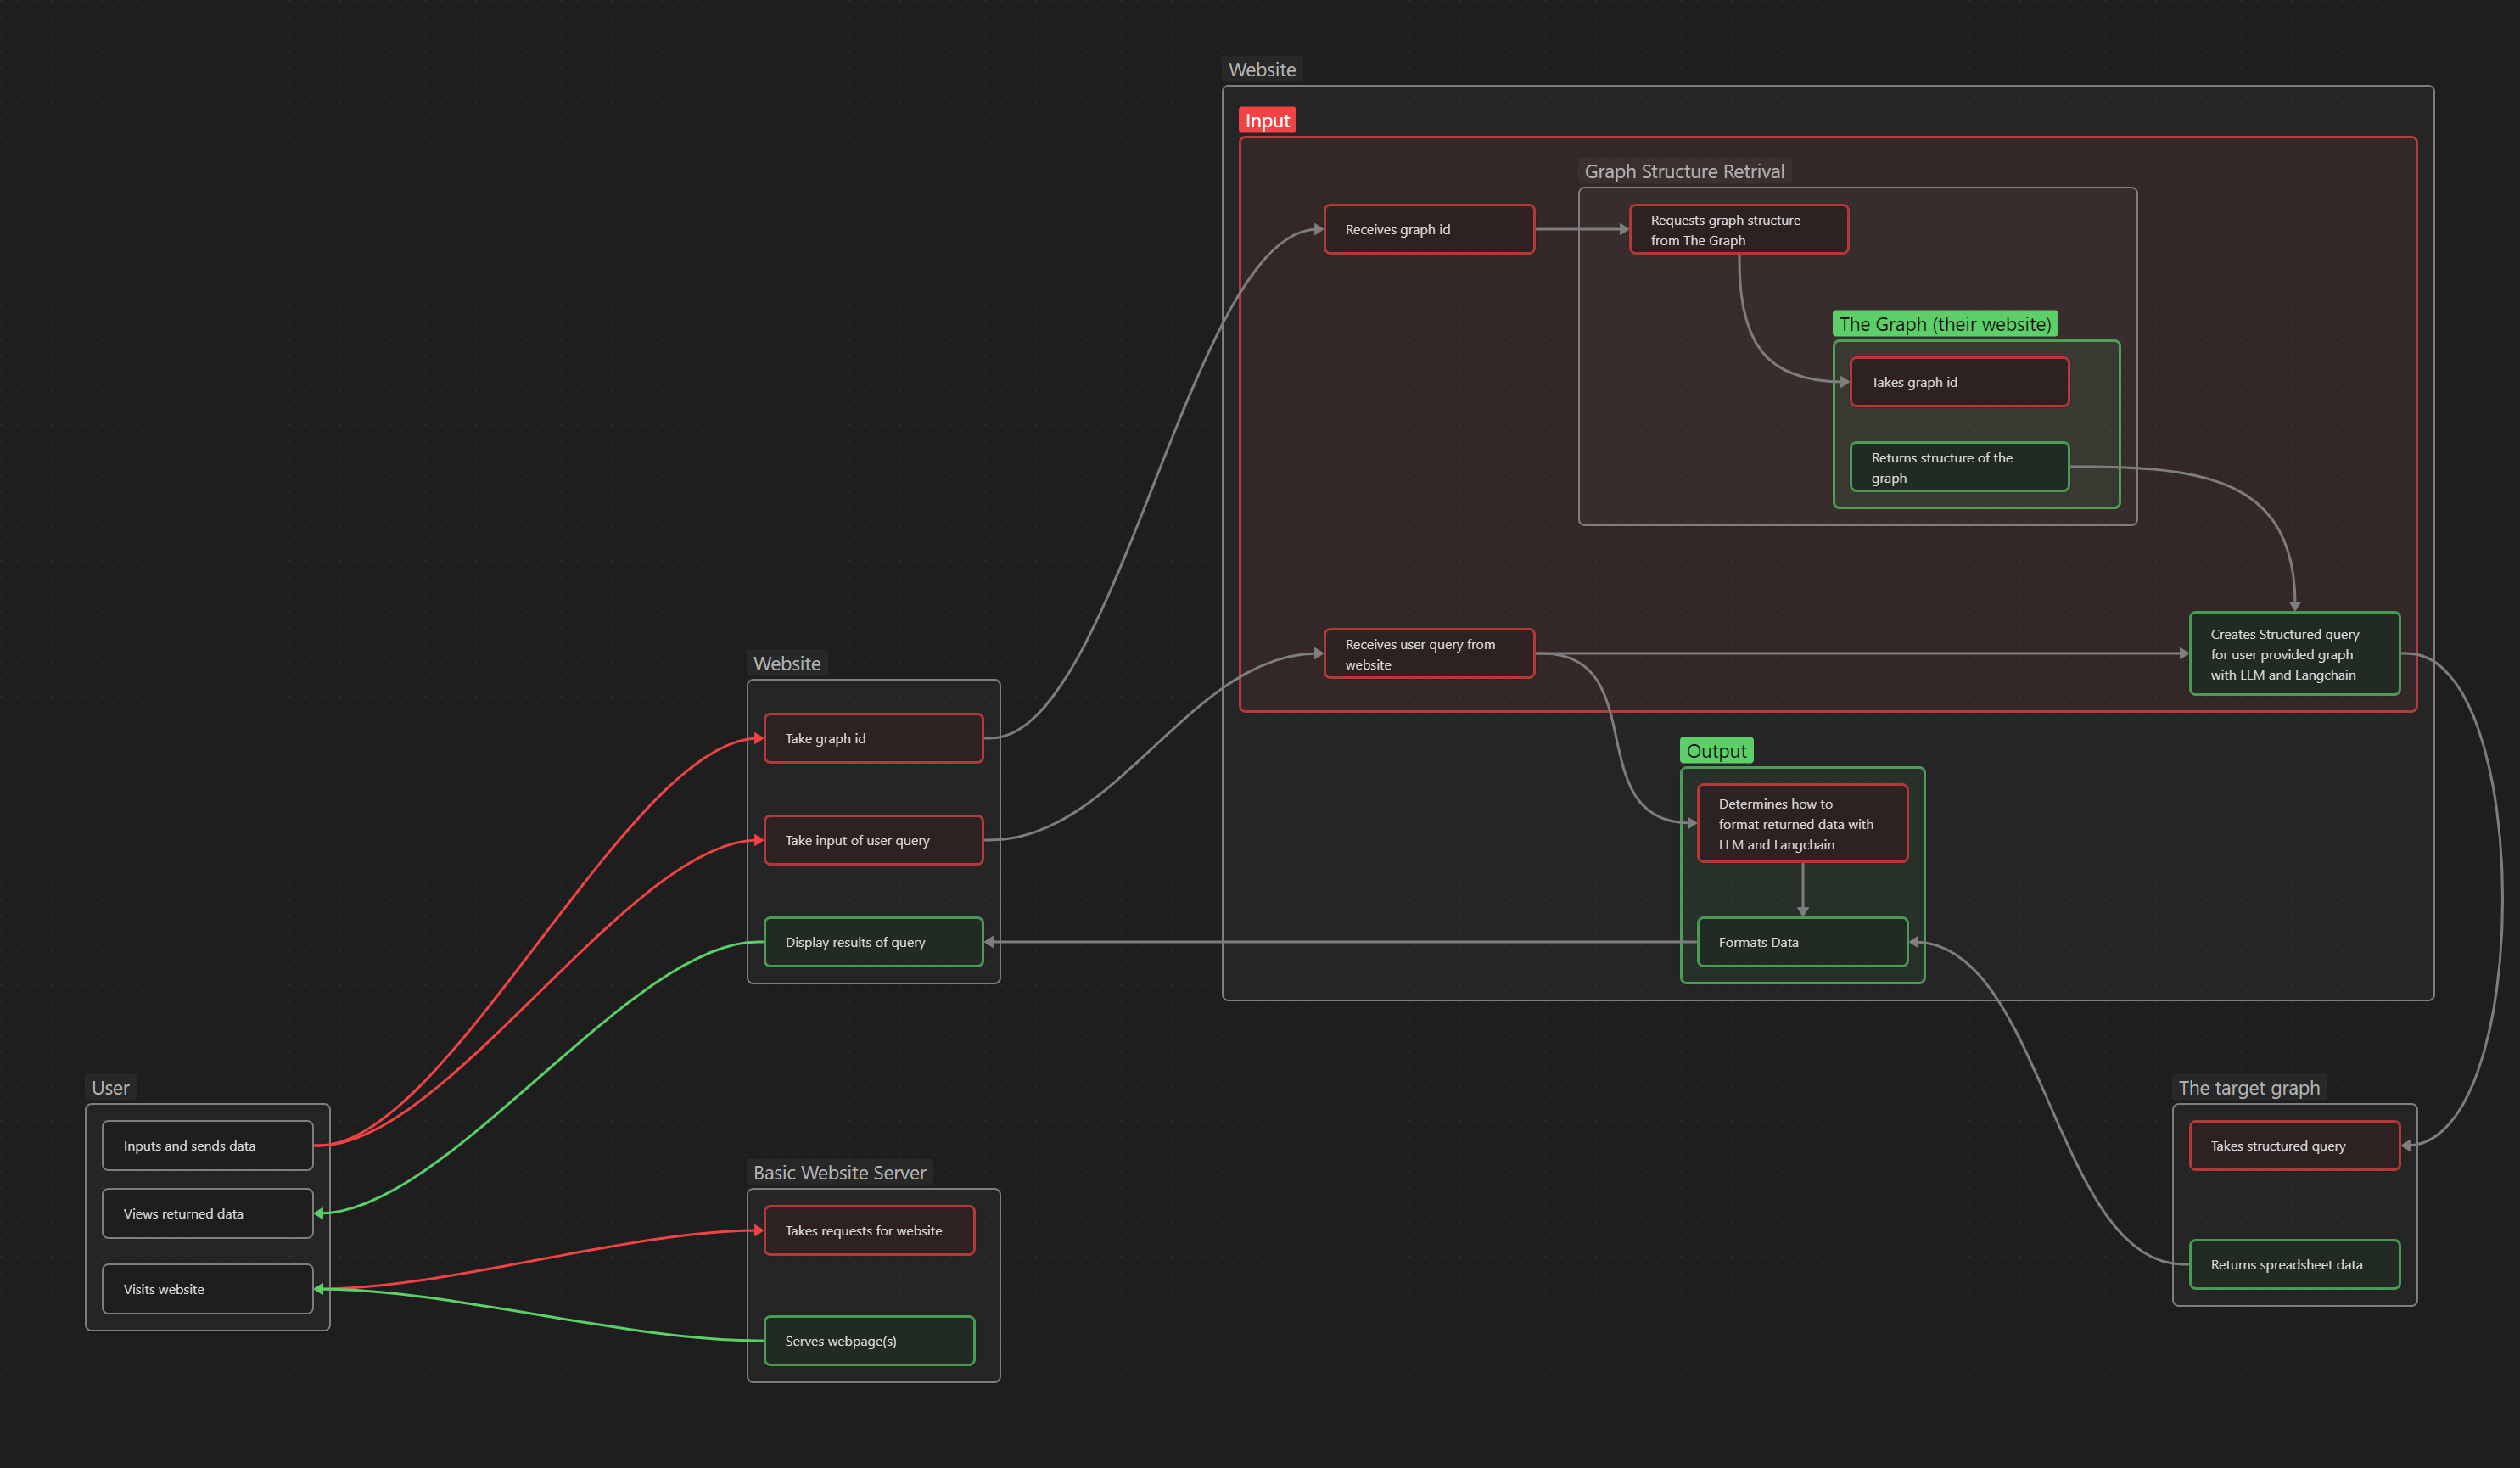 Website
Input
Graph Structure Retrival
Receives graph id
Requests graph structure
from The Graph
The Graph (their website)
Takes graph id
Returns structure of the
graph
Receives user query from
website
Creates Structured query
for user provided graph
with LLM and Langchain
Output
Determines how to
format returned data with
LLM and Langchain
Formats Data
Website
Take graph id
Take input of user query
Display results of query
User
Inputs and sends data
Views returned data
Visits website
Basic Website Server
Takes requests for website
Serves webpage(s)
The target graph
Takes structured query
Returns spreadsheet data